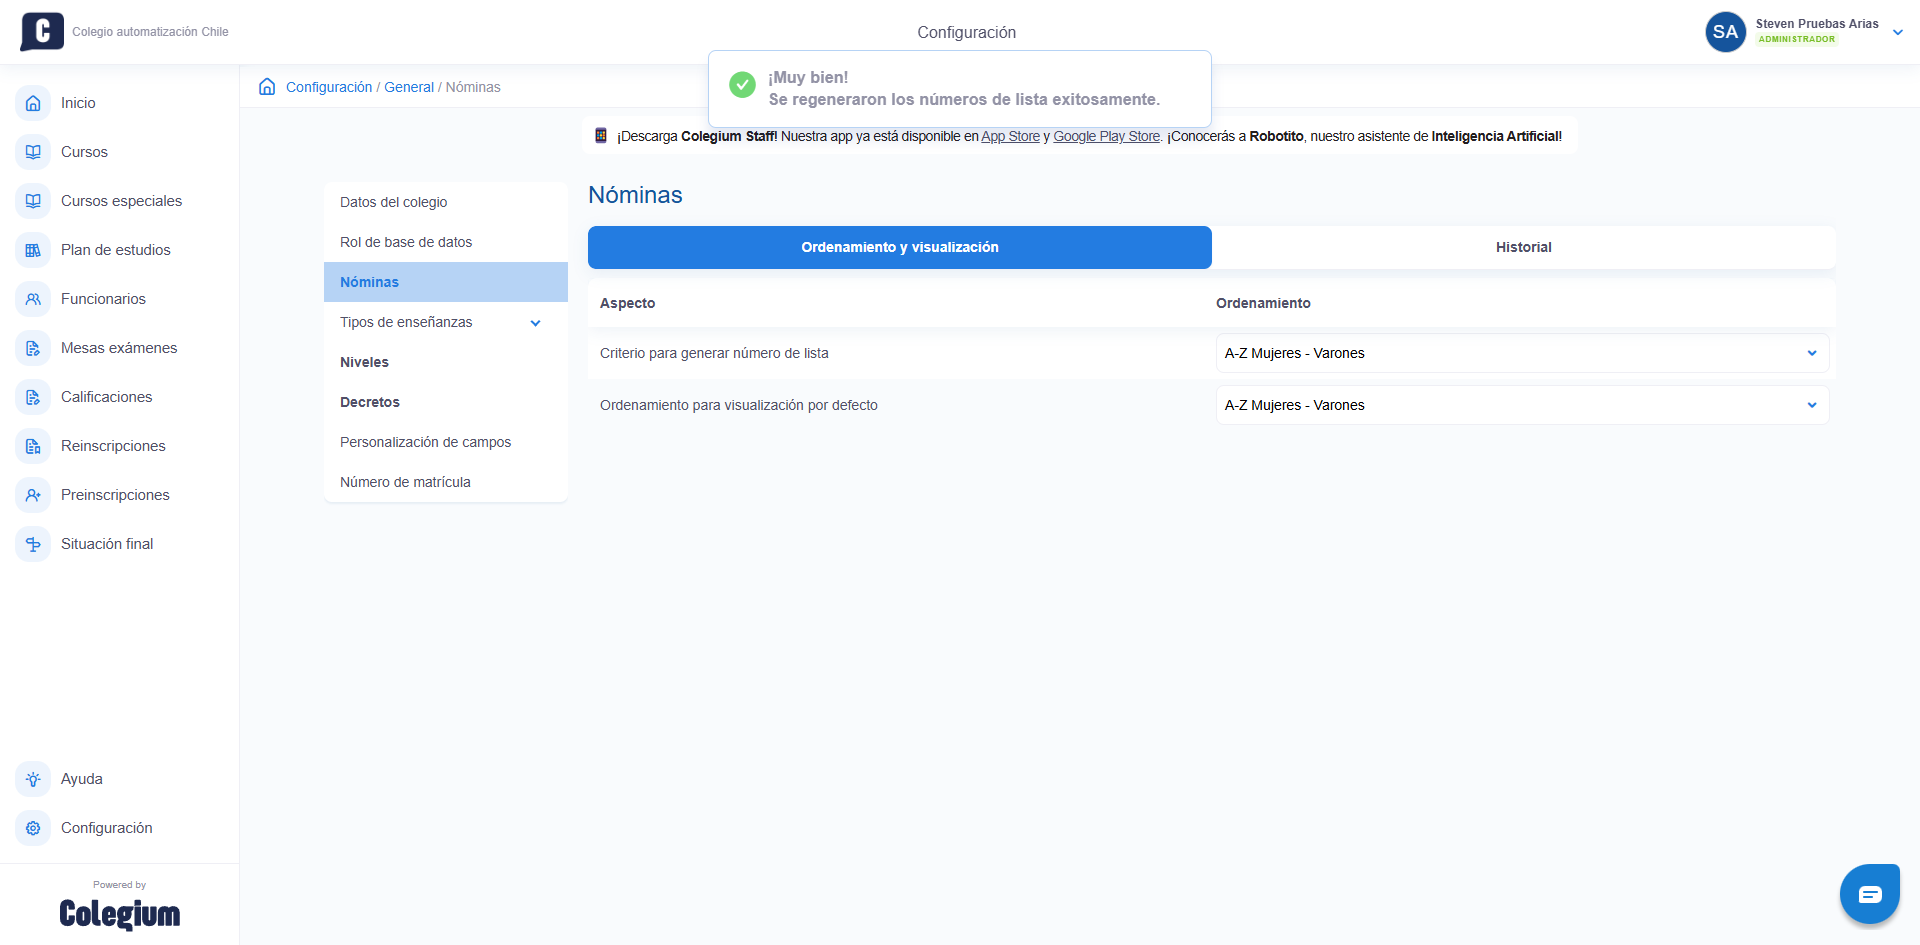 C
Colegio automatización Chile
Configuración
SA
Steven Pruebas Arias
ADMINISTRADOR
¡Muy bien!
Se regeneraron los números de lista exitosamente.
Configuración / General / Nóminas
¡Descarga Colegium Staff! Nuestra app ya está disponible en App Store y Google Play Store. ¡Conocerás a Robotito, nuestro asistente de Inteligencia Artificial!
Inicio
Cursos
Cursos especiales
Plan de estudios
Funcionarios
Mesas exámenes
Calificaciones
Reinscripciones
Preinscripciones
Situación final
Ayuda
Configuración
Powered by
Colegium
Datos del colegio
Rol de base de datos
Nóminas
Tipos de enseñanzas
Niveles
Decretos
Personalización de campos
Número de matrícula
Nóminas
Ordenamiento y visualización
Historial
Aspecto
Ordenamiento
Criterio para generar número de lista
A-Z Mujeres - Varones
Ordenamiento para visualización por defecto
A-Z Mujeres - Varones